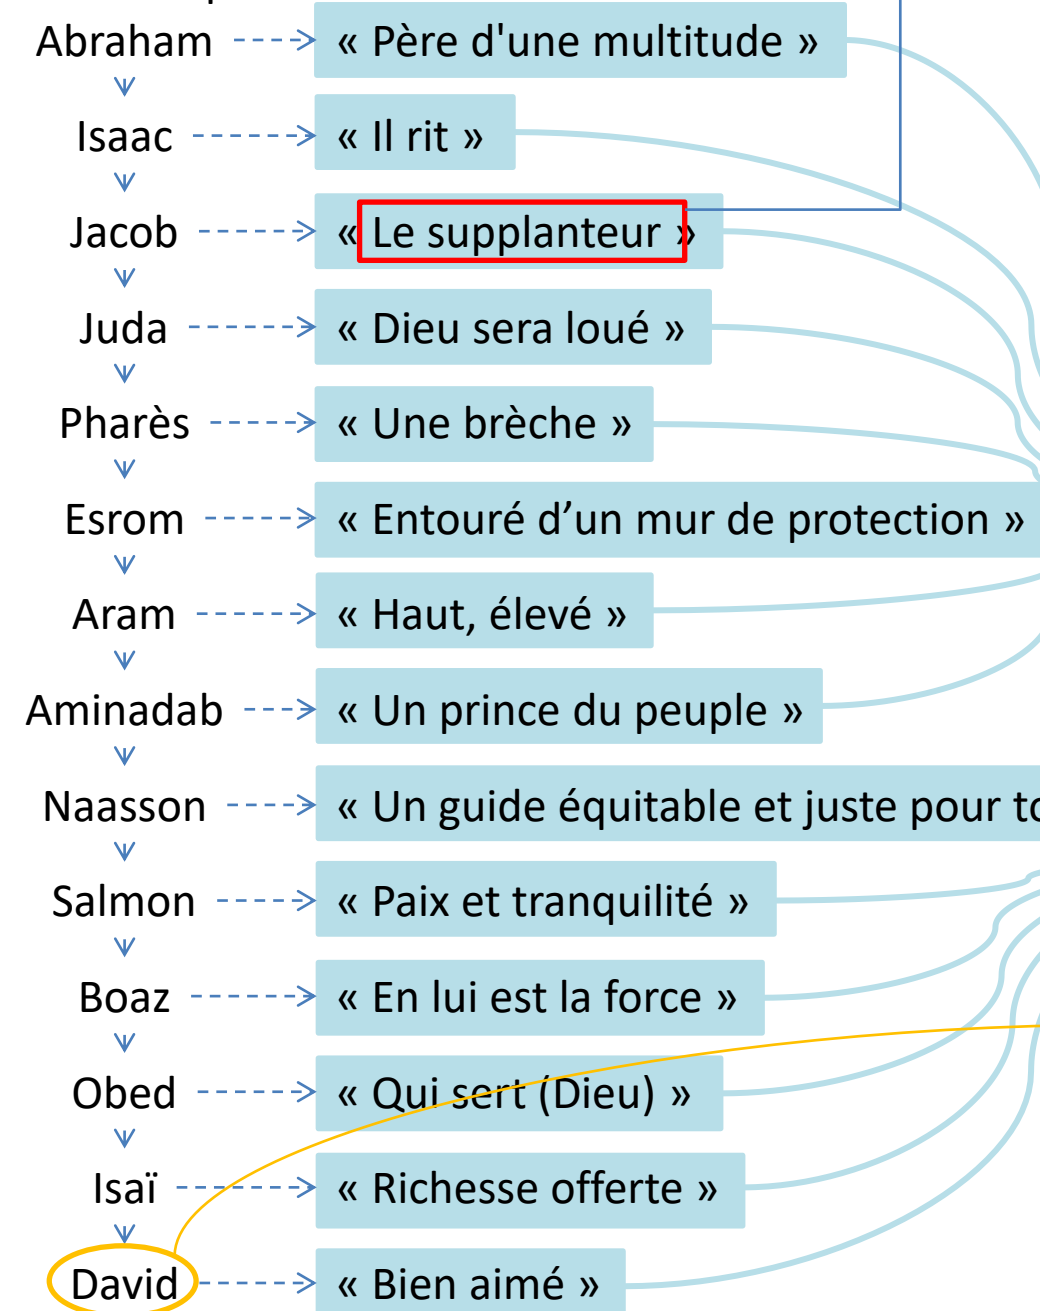 Abraham « Père d'une multitude »
Isaac « Il rit »
Jacob « Le supplanteur »
Juda « Dieu sera loué »
Pharès « Une brèche »
Esrom « Entouré d’un mur de protection »
Aram « Haut, élevé »
Aminadab « Un prince du peuple »
Naasson « Un guide équitable et juste pour
Salmon « Paix et tranquilité »
Boaz « En lui est la force »
Obed « Qui sert (Dieu) »
Isaï « Richesse offerte »
David « Bien aimé »